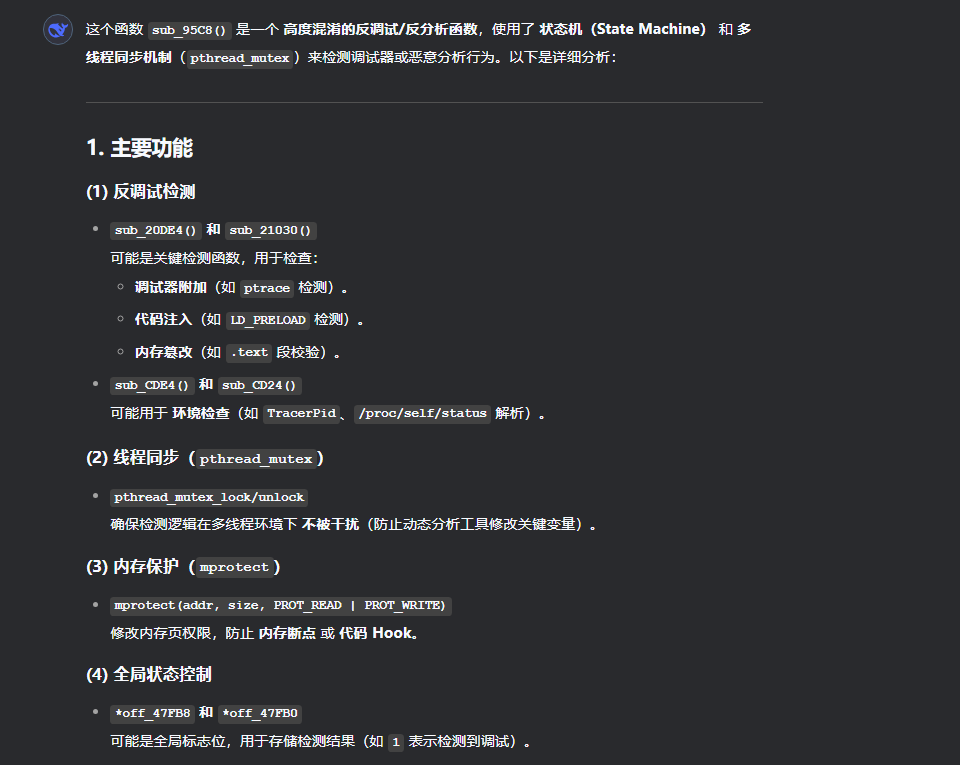 这个函数 sub_95C8() 是一个 高度混淆的反调试/反分析函数，使用了 状态机（State Machine） 和 多
线程同步机制（pthread_mutex）来检测调试器或恶意分析行为。以下是详细分析：
1. 主要功能
(1) 反调试检测
sub_20DE4() 和 sub_21030()
可能是关键检测函数，用于检查：
调试器附加（如 ptrace 检测）。
代码注入（如 LD_PRELOAD 检测）。
内存篡改（如 .text 段校验）。
sub_CDE4() 和 sub_CD24()
可能用于 环境检查（如 TracerPid、/proc/self/status 解析）。
(2) 线程同步（pthread_mutex）
pthread_mutex_lock/unlock
确保检测逻辑在多线程环境下 不被干扰（防止动态分析工具修改关键变量）。
(3) 内存保护（mprotect）
mprotect(addr, size, PROT_READ | PROT_WRITE)
修改内存页权限，防止 内存断点 或 代码 Hook。
(4) 全局状态控制
*off_47FB8 和 *off_47FB0
可能是全局标志位，用于存储检测结果（如 1 表示检测到调试）。